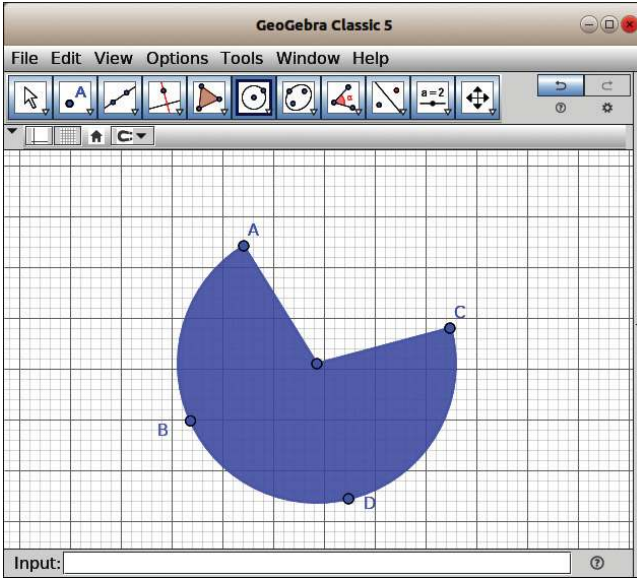 GeoGebra Classic 5
File Edit View Options Tools Window Help
A
a=2
A
C
B
D
Input: